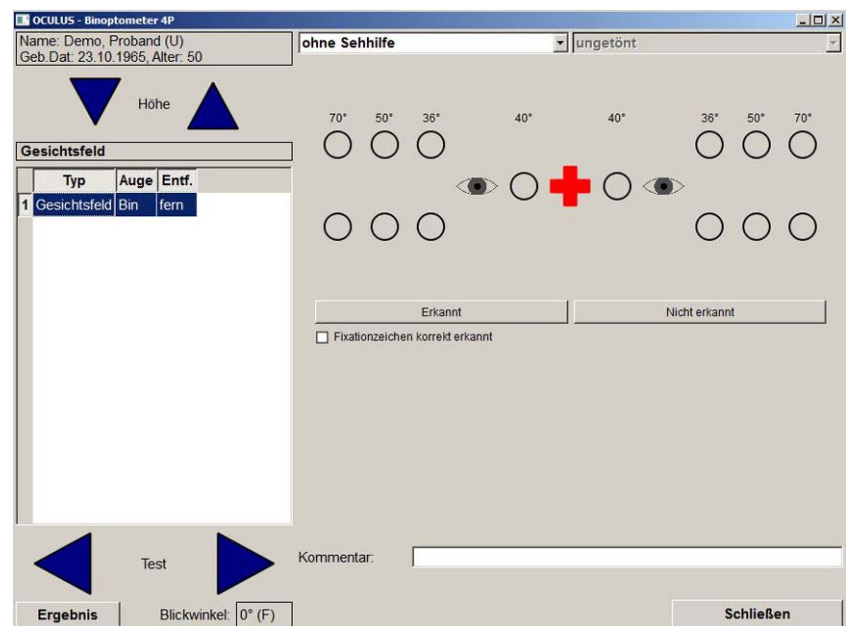 OCULUS - Binoptometer 4P
Name: Demo, Proband (U)
Geb.Dat: 23.10.1965, Alter: 50
ohne Sehhilfe
ungetönt
Höhe
70° 50° 36° 40° 40° 36° 50° 70°
Gesichtsfeld
Typ Auge Entf.
1 Gesichtsfeld Bin fern
Erkannt
Nicht erkannt
Fixationzeichen korrekt erkannt
Test
Kommentar:
Ergebnis
Blickwinkel: 0° (F)
Schließen